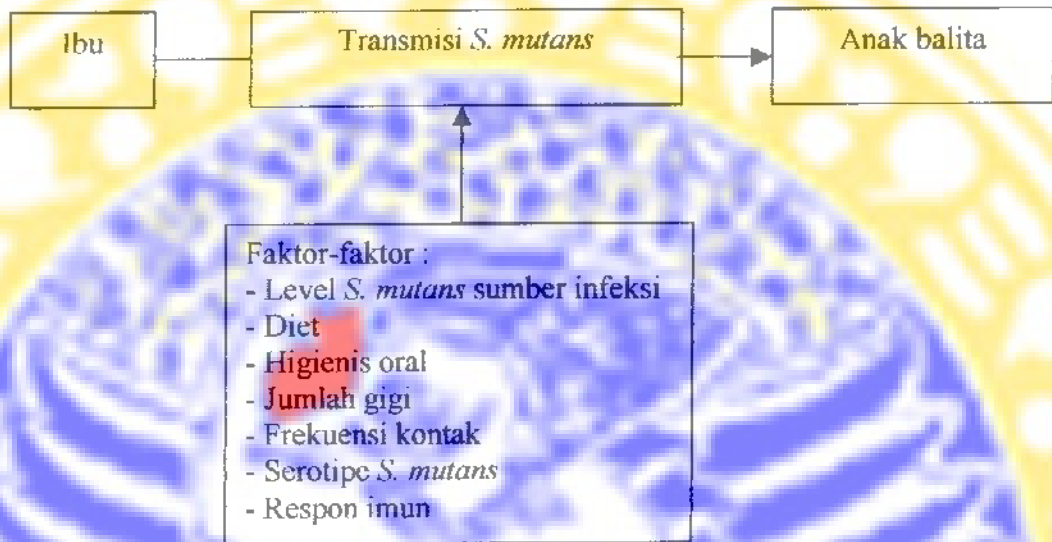 Ibu
Transmisi S. mutans
Anak balita
Faktor-faktor :
- Level S. mutans sumber infeksi
- Diet
- Higienis oral
- Jumlah gigi
- Frekuensi kontak
- Serotipe S. mutans
- Respon imun